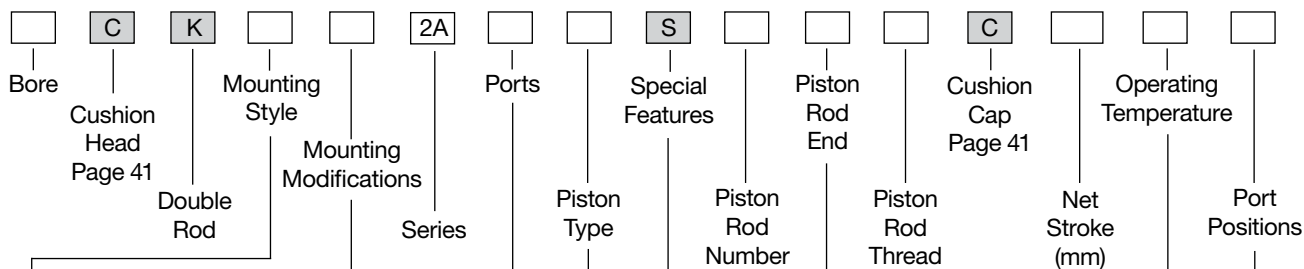 C K 2A S C
Bore
Cushion
Head
Page 41
Double
Rod
Mounting
Style
Mounting
Modifications
Series
Ports
Piston
Type
Special
Features
Piston
Rod
Number
Piston
Rod
End
Piston
Rod
Thread
Cushion
Cap
Page 41
Net
Stroke
(mm)
Operating
Temperature
Port
Positions